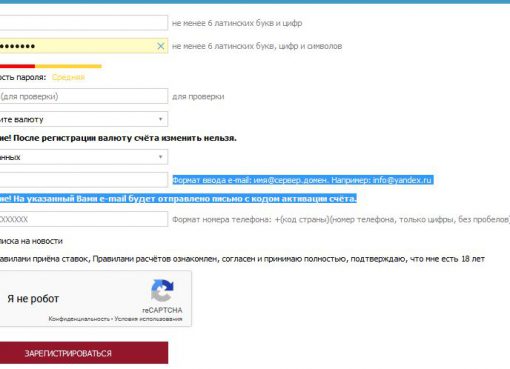 не менее 6 латинских букв и цифр
не менее 6 латинских букв, цифр и символов
ость пароля: Средняя
(для проверки) для проверки
ите валюту
ие! После регистрации валюту счёта изменить нельзя.
нных
Формат ввода e-mail: имя@сервер.домен. Например: info@yandex.ru
ие! На указанный Вами e-mail будет отправлено письмо с кодом активации счёта.
XXXXXXX Формат номера телефона: +(код страны)(номер телефона, только цифры, без пробелов)
писка на новости
авилами приёма ставок, Правилами расчётов ознакомлен, согласен и принимаю полностью, подтверждаю, что мне есть 18 лет
Я не робот
reCAPTCHA
Конфиденциальность - Условия использования
ЗАРЕГИСТРИРОВАТЬСЯ